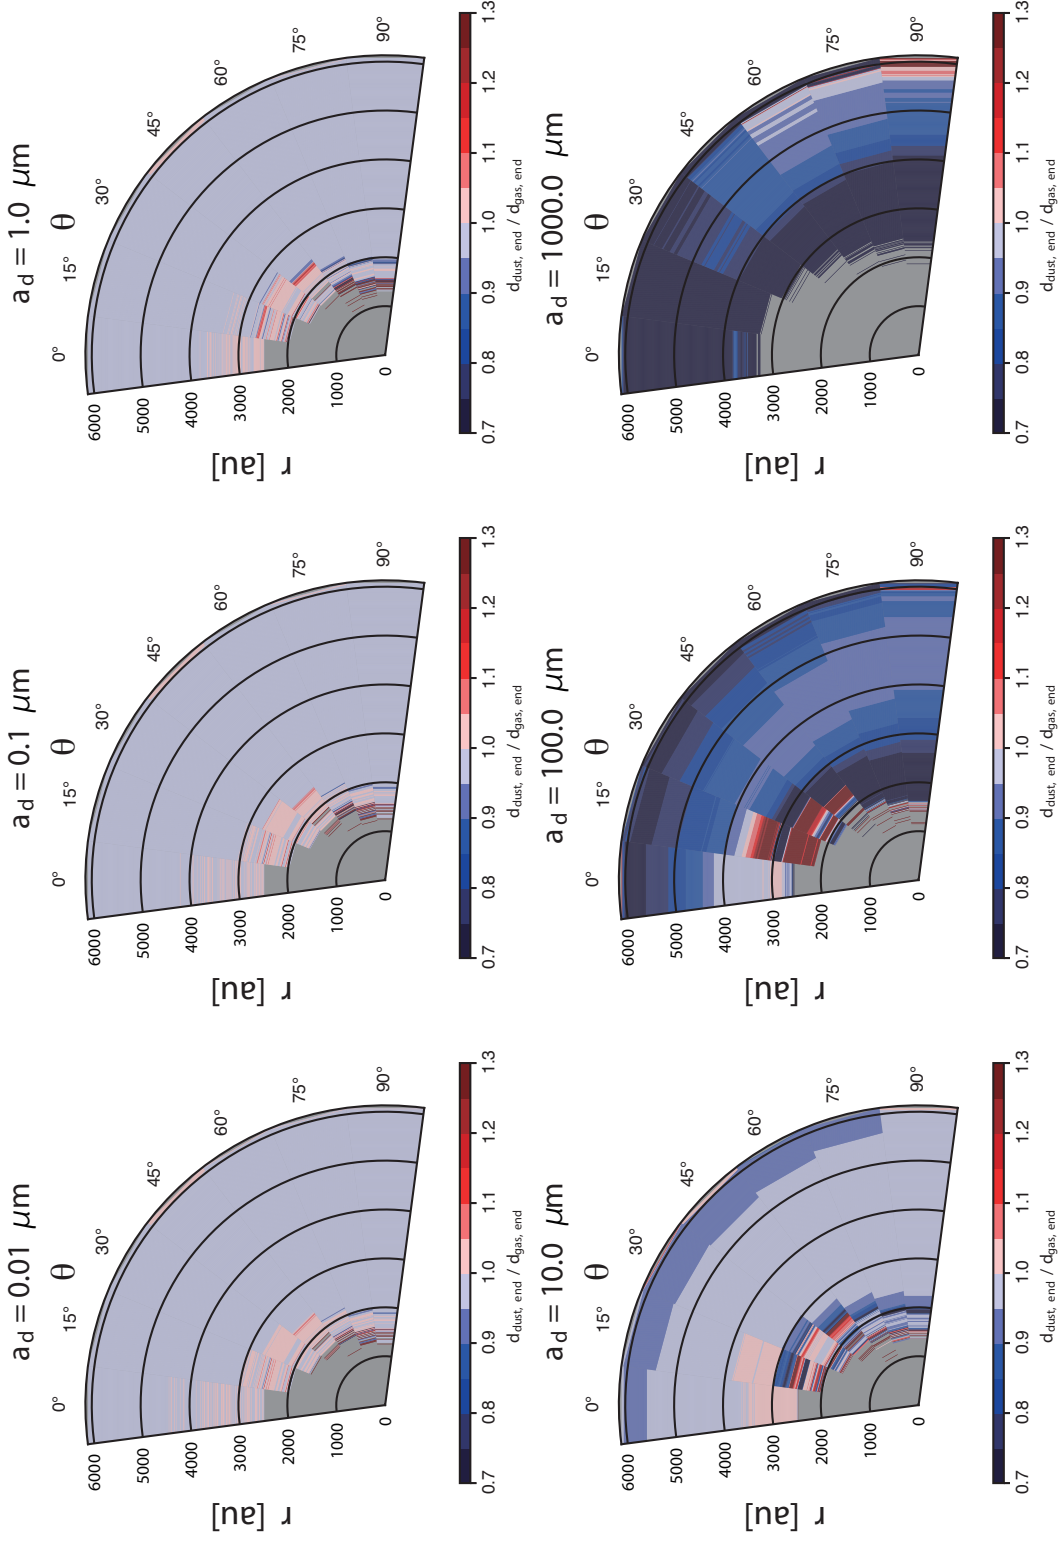 a_d = 0.01 μm
θ
0°
15°
30°
45°
60°
75°
90°
r [au]
6000
5000
4000
3000
2000
1000
0
0.7 0.8 0.9 1.0 1.1 1.2 1.3
d_dust, end / d_gas, end
a_d = 0.1 μm
θ
0°
15°
30°
45°
60°
75°
90°
r [au]
6000
5000
4000
3000
2000
1000
0
0.7 0.8 0.9 1.0 1.1 1.2 1.3
d_dust, end / d_gas, end
a_d = 1.0 μm
θ
0°
15°
30°
45°
60°
75°
90°
r [au]
6000
5000
4000
3000
2000
1000
0
0.7 0.8 0.9 1.0 1.1 1.2 1.3
d_dust, end / d_gas, end
a_d = 10.0 μm
θ
0°
15°
30°
45°
60°
75°
90°
r [au]
6000
5000
4000
3000
2000
1000
0
0.7 0.8 0.9 1.0 1.1 1.2 1.3
d_dust, end / d_gas, end
a_d = 100.0 μm
θ
0°
15°
30°
45°
60°
75°
90°
r [au]
6000
5000
4000
3000
2000
1000
0
0.7 0.8 0.9 1.0 1.1 1.2 1.3
d_dust, end / d_gas, end
a_d = 1000.0 μm
θ
0°
15°
30°
45°
60°
75°
90°
r [au]
6000
5000
4000
3000
2000
1000
0
0.7 0.8 0.9 1.0 1.1 1.2 1.3
d_dust, end / d_gas, end